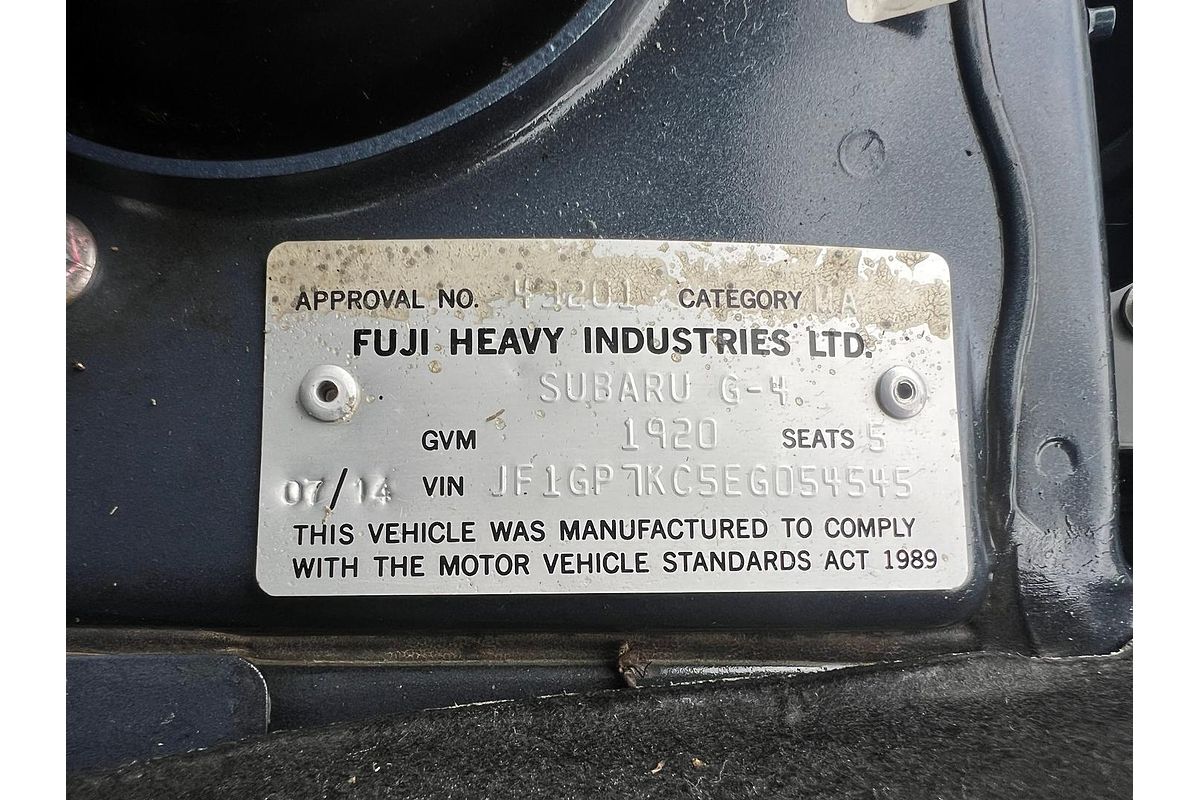 APPROVAL NO. 43201 CATEGORY MA
FUJI HEAVY INDUSTRIES LTD.
SUBARU G-4
GVM 1920 SEATS 5
07/14 VIN JF1GP7KC5EG054545
THIS VEHICLE WAS MANUFACTURED TO COMPLY
WITH THE MOTOR VEHICLE STANDARDS ACT 1989